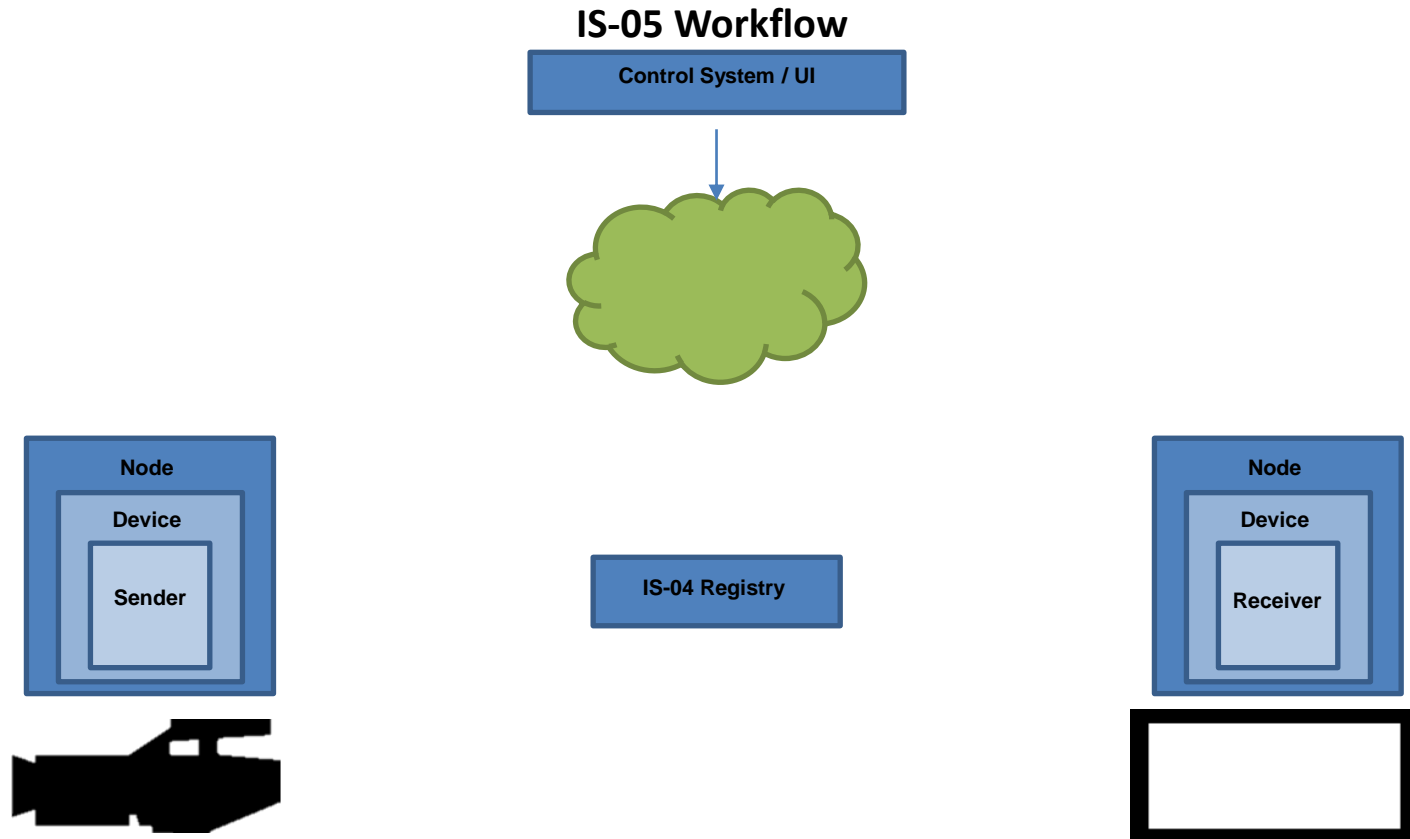 IS-05 Workflow
Control System / UI
Node
Device
Sender
IS-04 Registry
Node
Device
Receiver